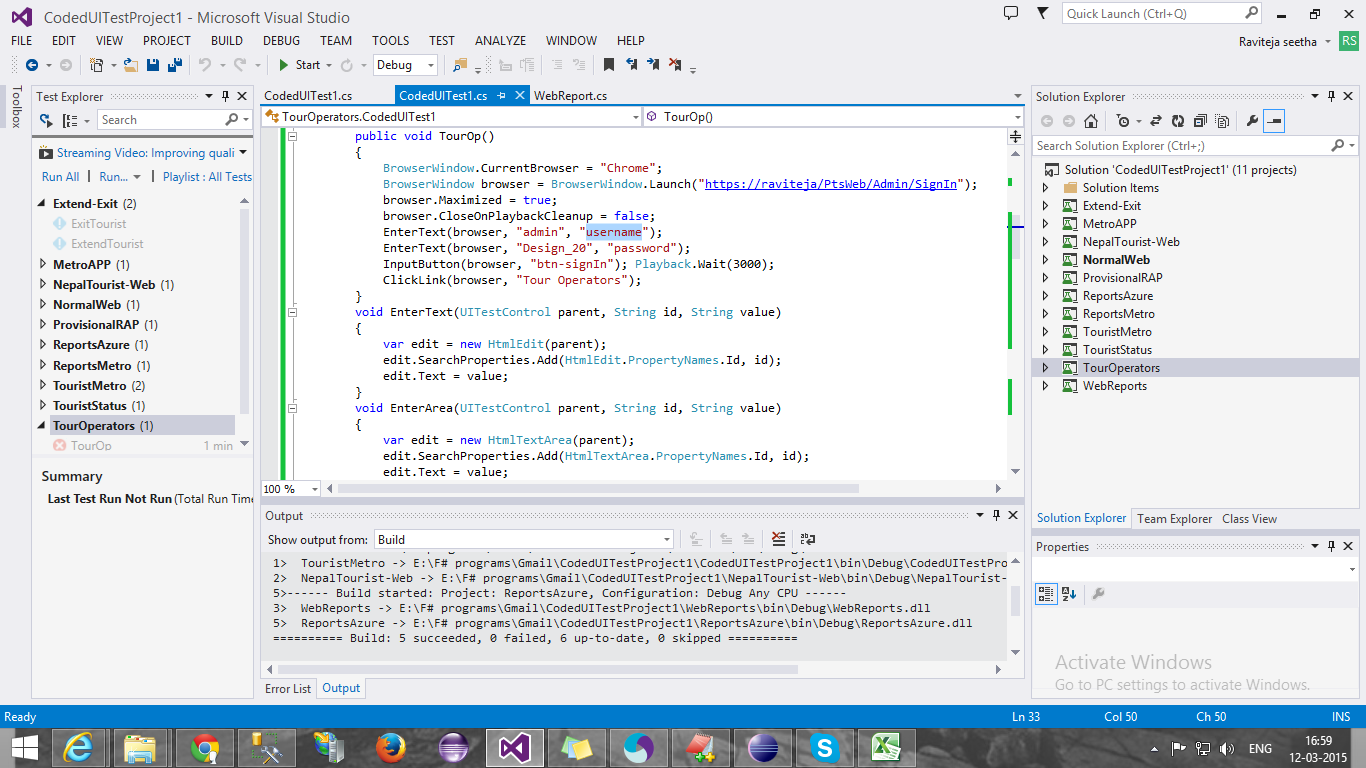 CodedUITestProject1 - Microsoft Visual Studio
Quick Launch (Ctrl+Q)
FILE EDIT VIEW PROJECT BUILD DEBUG TEAM TOOLS TEST ANALYZE WINDOW HELP
Raviteja seetha RS
Start Debug
Toolbox
Test Explorer
Search
Streaming Video: Improving quali
Run All | Run... | Playlist : All Tests
Extend-Exit (2)
ExitTourist
ExtendTourist
MetroAPP (1)
NepalTourist-Web (1)
NormalWeb (1)
ProvisionalRAP (1)
ReportsAzure (1)
ReportsMetro (1)
TouristMetro (2)
TouristStatus (1)
TourOperators (1)
TourOp 1 min
Summary
Last Test Run Not Run (Total Run Time
CodedUITest1.cs CodedUITest1.cs WebReport.cs
TourOperators.CodedUITest1 TourOp()
public void TourOp()
{
BrowserWindow.CurrentBrowser = "Chrome";
BrowserWindow browser = BrowserWindow.Launch("https://raviteja/PtsWeb/Admin/SignIn");
browser.Maximized = true;
browser.CloseOnPlaybackCleanup = false;
EnterText(browser, "admin", "username");
EnterText(browser, "Design_20", "password");
InputButton(browser, "btn-signIn"); Playback.Wait(3000);
ClickLink(browser, "Tour Operators");
}
void EnterText(UITestControl parent, String id, String value)
{
var edit = new HtmlEdit(parent);
edit.SearchProperties.Add(HtmlEdit.PropertyNames.Id, id);
edit.Text = value;
}
void EnterArea(UITestControl parent, String id, String value)
{
var edit = new HtmlTextArea(parent);
edit.SearchProperties.Add(HtmlTextArea.PropertyNames.Id, id);
edit.Text = value;
100 %
Output
Show output from: Build
1> TouristMetro -> E:\F# programs\Gmail\CodedUITestProject1\CodedUITestProject1\bin\Debug\CodedUITestPro
2> NepalTourist-Web -> E:\F# programs\Gmail\CodedUITestProject1\NepalTourist-Web\bin\Debug\NepalTourist-
5>------ Build started: Project: ReportsAzure, Configuration: Debug Any CPU ------
3> WebReports -> E:\F# programs\Gmail\CodedUITestProject1\WebReports\bin\Debug\WebReports.dll
5> ReportsAzure -> E:\F# programs\Gmail\CodedUITestProject1\ReportsAzure\bin\Debug\ReportsAzure.dll
========== Build: 5 succeeded, 0 failed, 6 up-to-date, 0 skipped ==========
Error List Output
Solution Explorer
Search Solution Explorer (Ctrl+;)
Solution 'CodedUITestProject1' (11 projects)
Solution Items
Extend-Exit
MetroAPP
NepalTourist-Web
NormalWeb
ProvisionalRAP
ReportsAzure
ReportsMetro
TouristMetro
TouristStatus
TourOperators
WebReports
Solution Explorer Team Explorer Class View
Properties
Activate Windows
Go to PC settings to activate Windows.
Ready Ln 33 Col 50 Ch 50 INS
ENG 16:59
12-03-2015